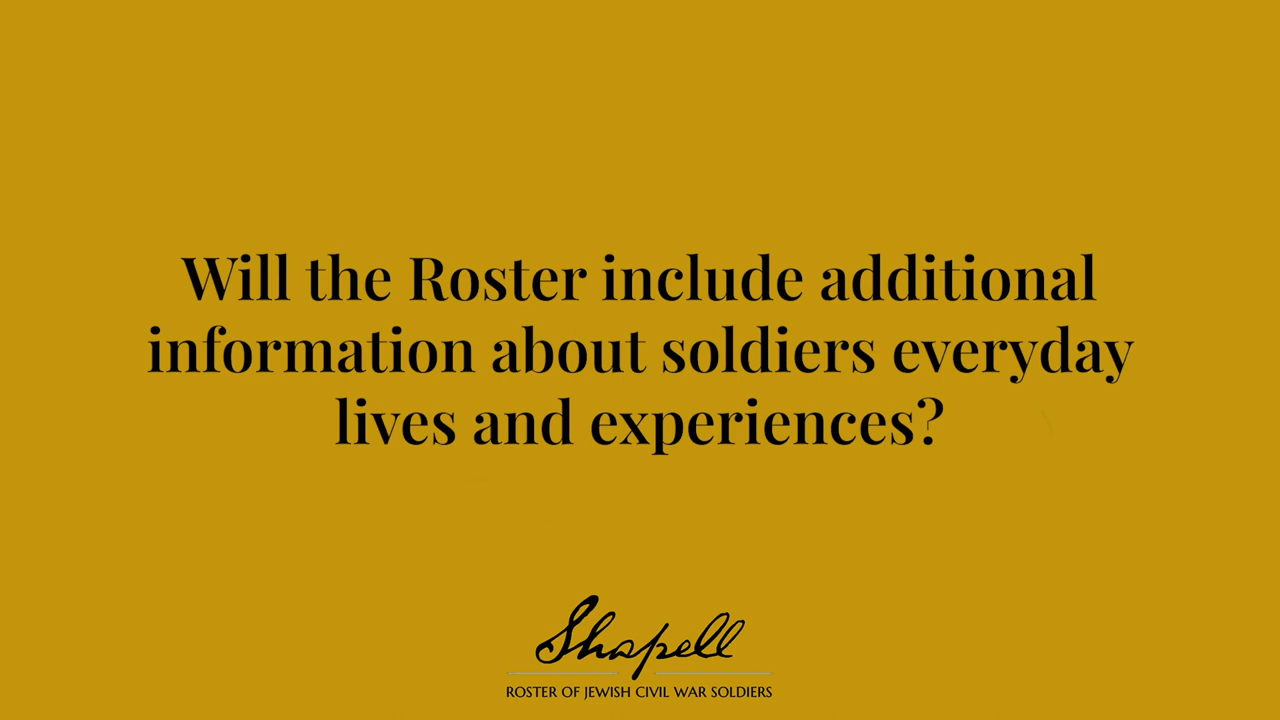 Will the Roster include additional
information about soldiers everyday
lives and experiences?
Shapell
ROSTER OF JEWISH CIVIL WAR SOLDIERS